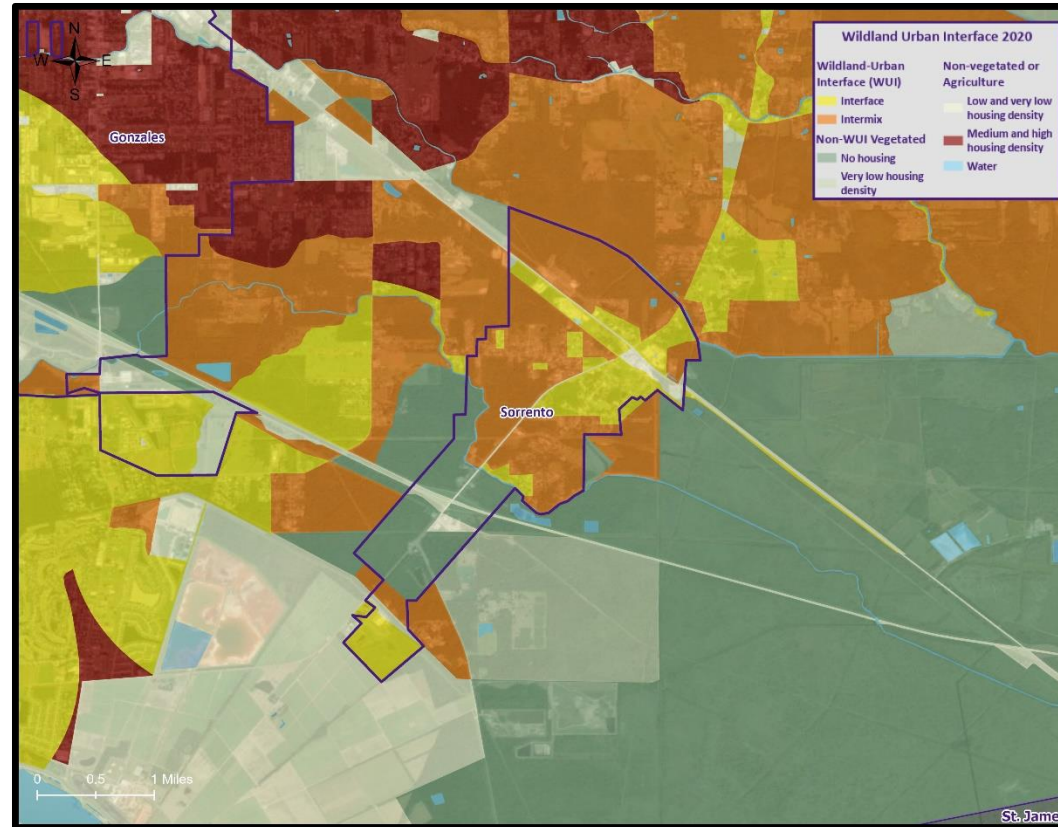 N
W E
S
Gonzales
Sorrento
St. Jame
Wildland Urban Interface 2020
Wildland-Urban
Interface (WUI)
Interface
Intermix
Non-WUI Vegetated
No housing
Very low housing
density
Non-vegetated or
Agriculture
Low and very low
housing density
Medium and high
housing density
Water
0 0.5 1 Miles